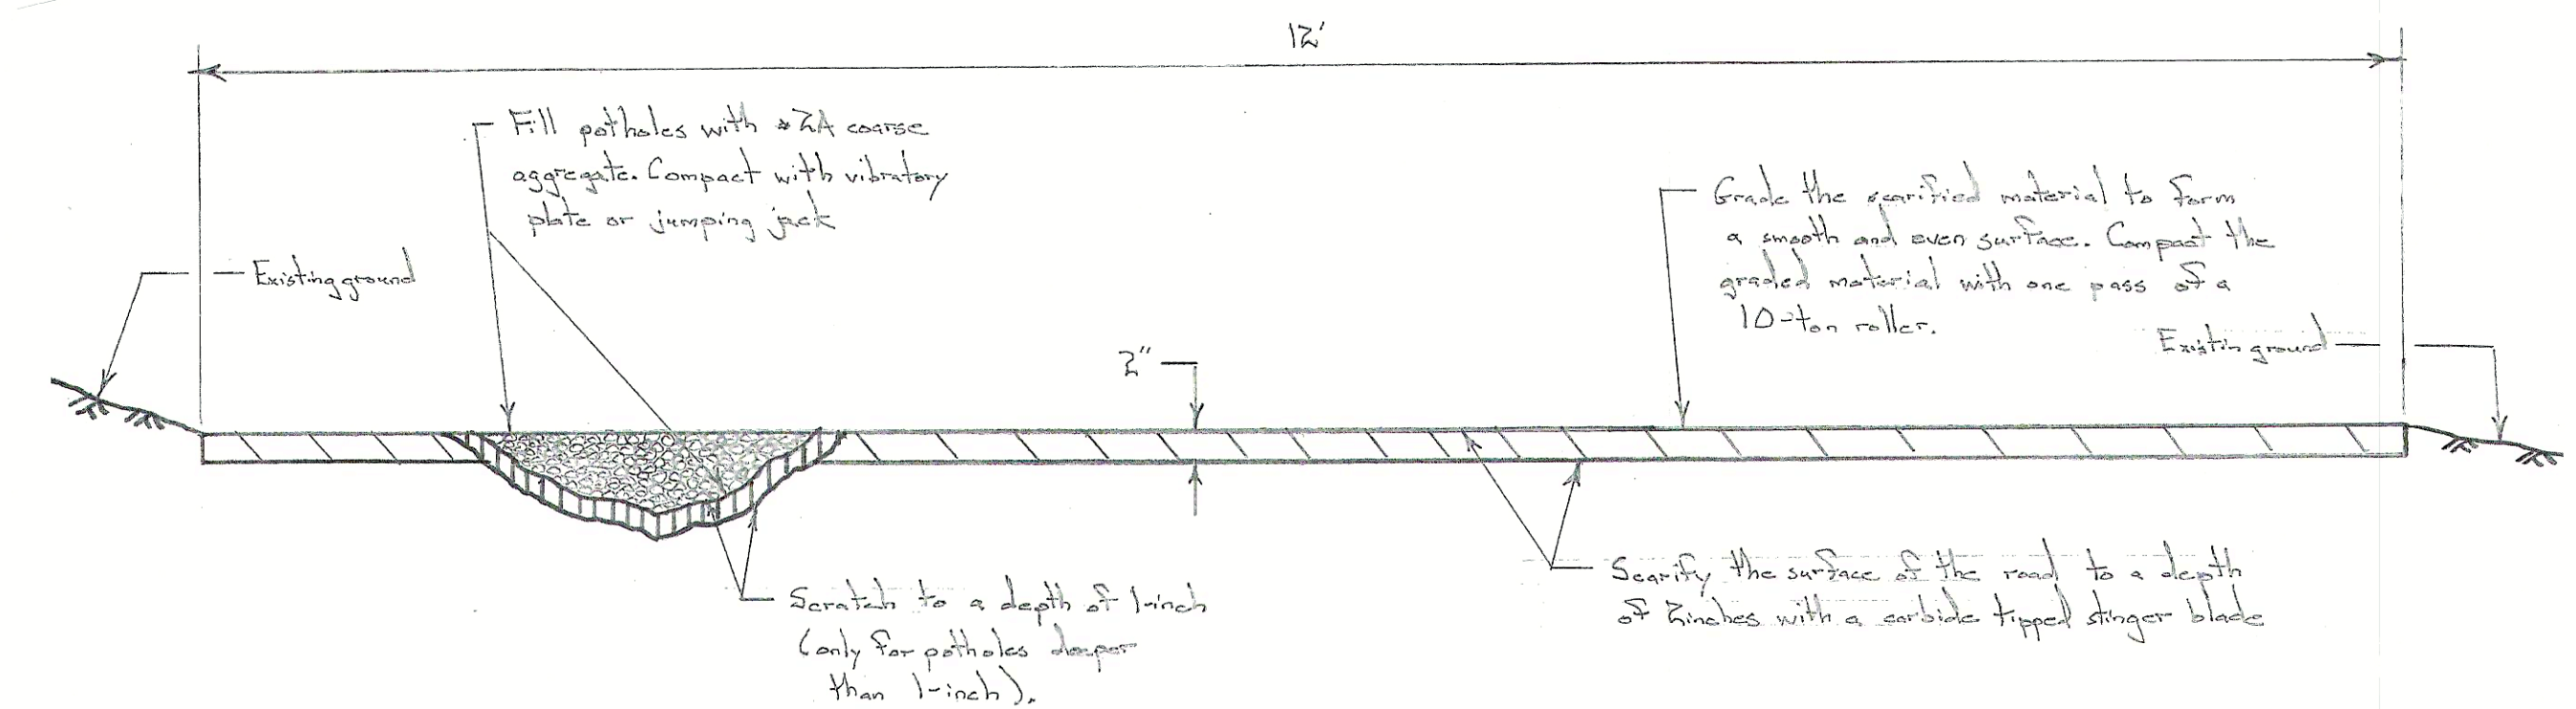 12'
Fill potholes with #2A coarse
aggregate. Compact with vibratory
plate or jumping jack
Grade the scarified material to form
a smooth and even surface. Compact the
graded material with one pass of a
10-ton roller.
Existing ground
Existin ground
2"
Scarify the surface of the road to a depth
of 2inches with a carbide tipped stinger blade
Scratch to a depth of 1-inch
(only for potholes deeper
than 1-inch).